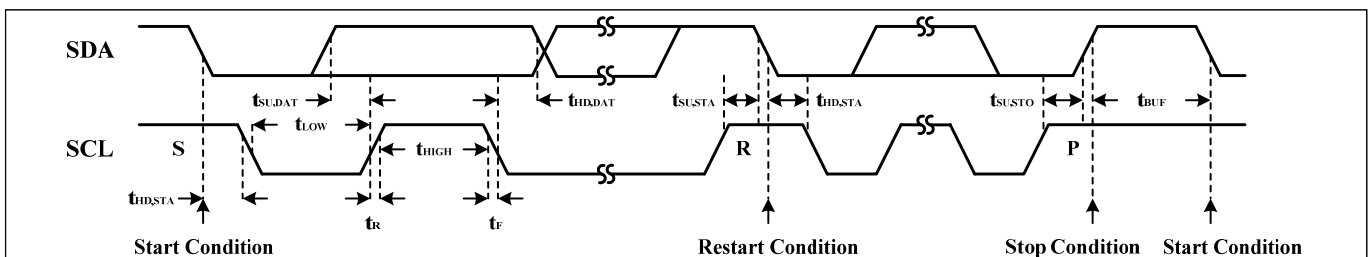 SDA
tSU,DAT
tHD,DAT
tSU,STA
tHD,STA
tSU,STO
tBUF
tLOW
SCL
S
tHIGH
R
P
tHD,STA
tR
tF
Start Condition
Restart Condition
Stop Condition
Start Condition